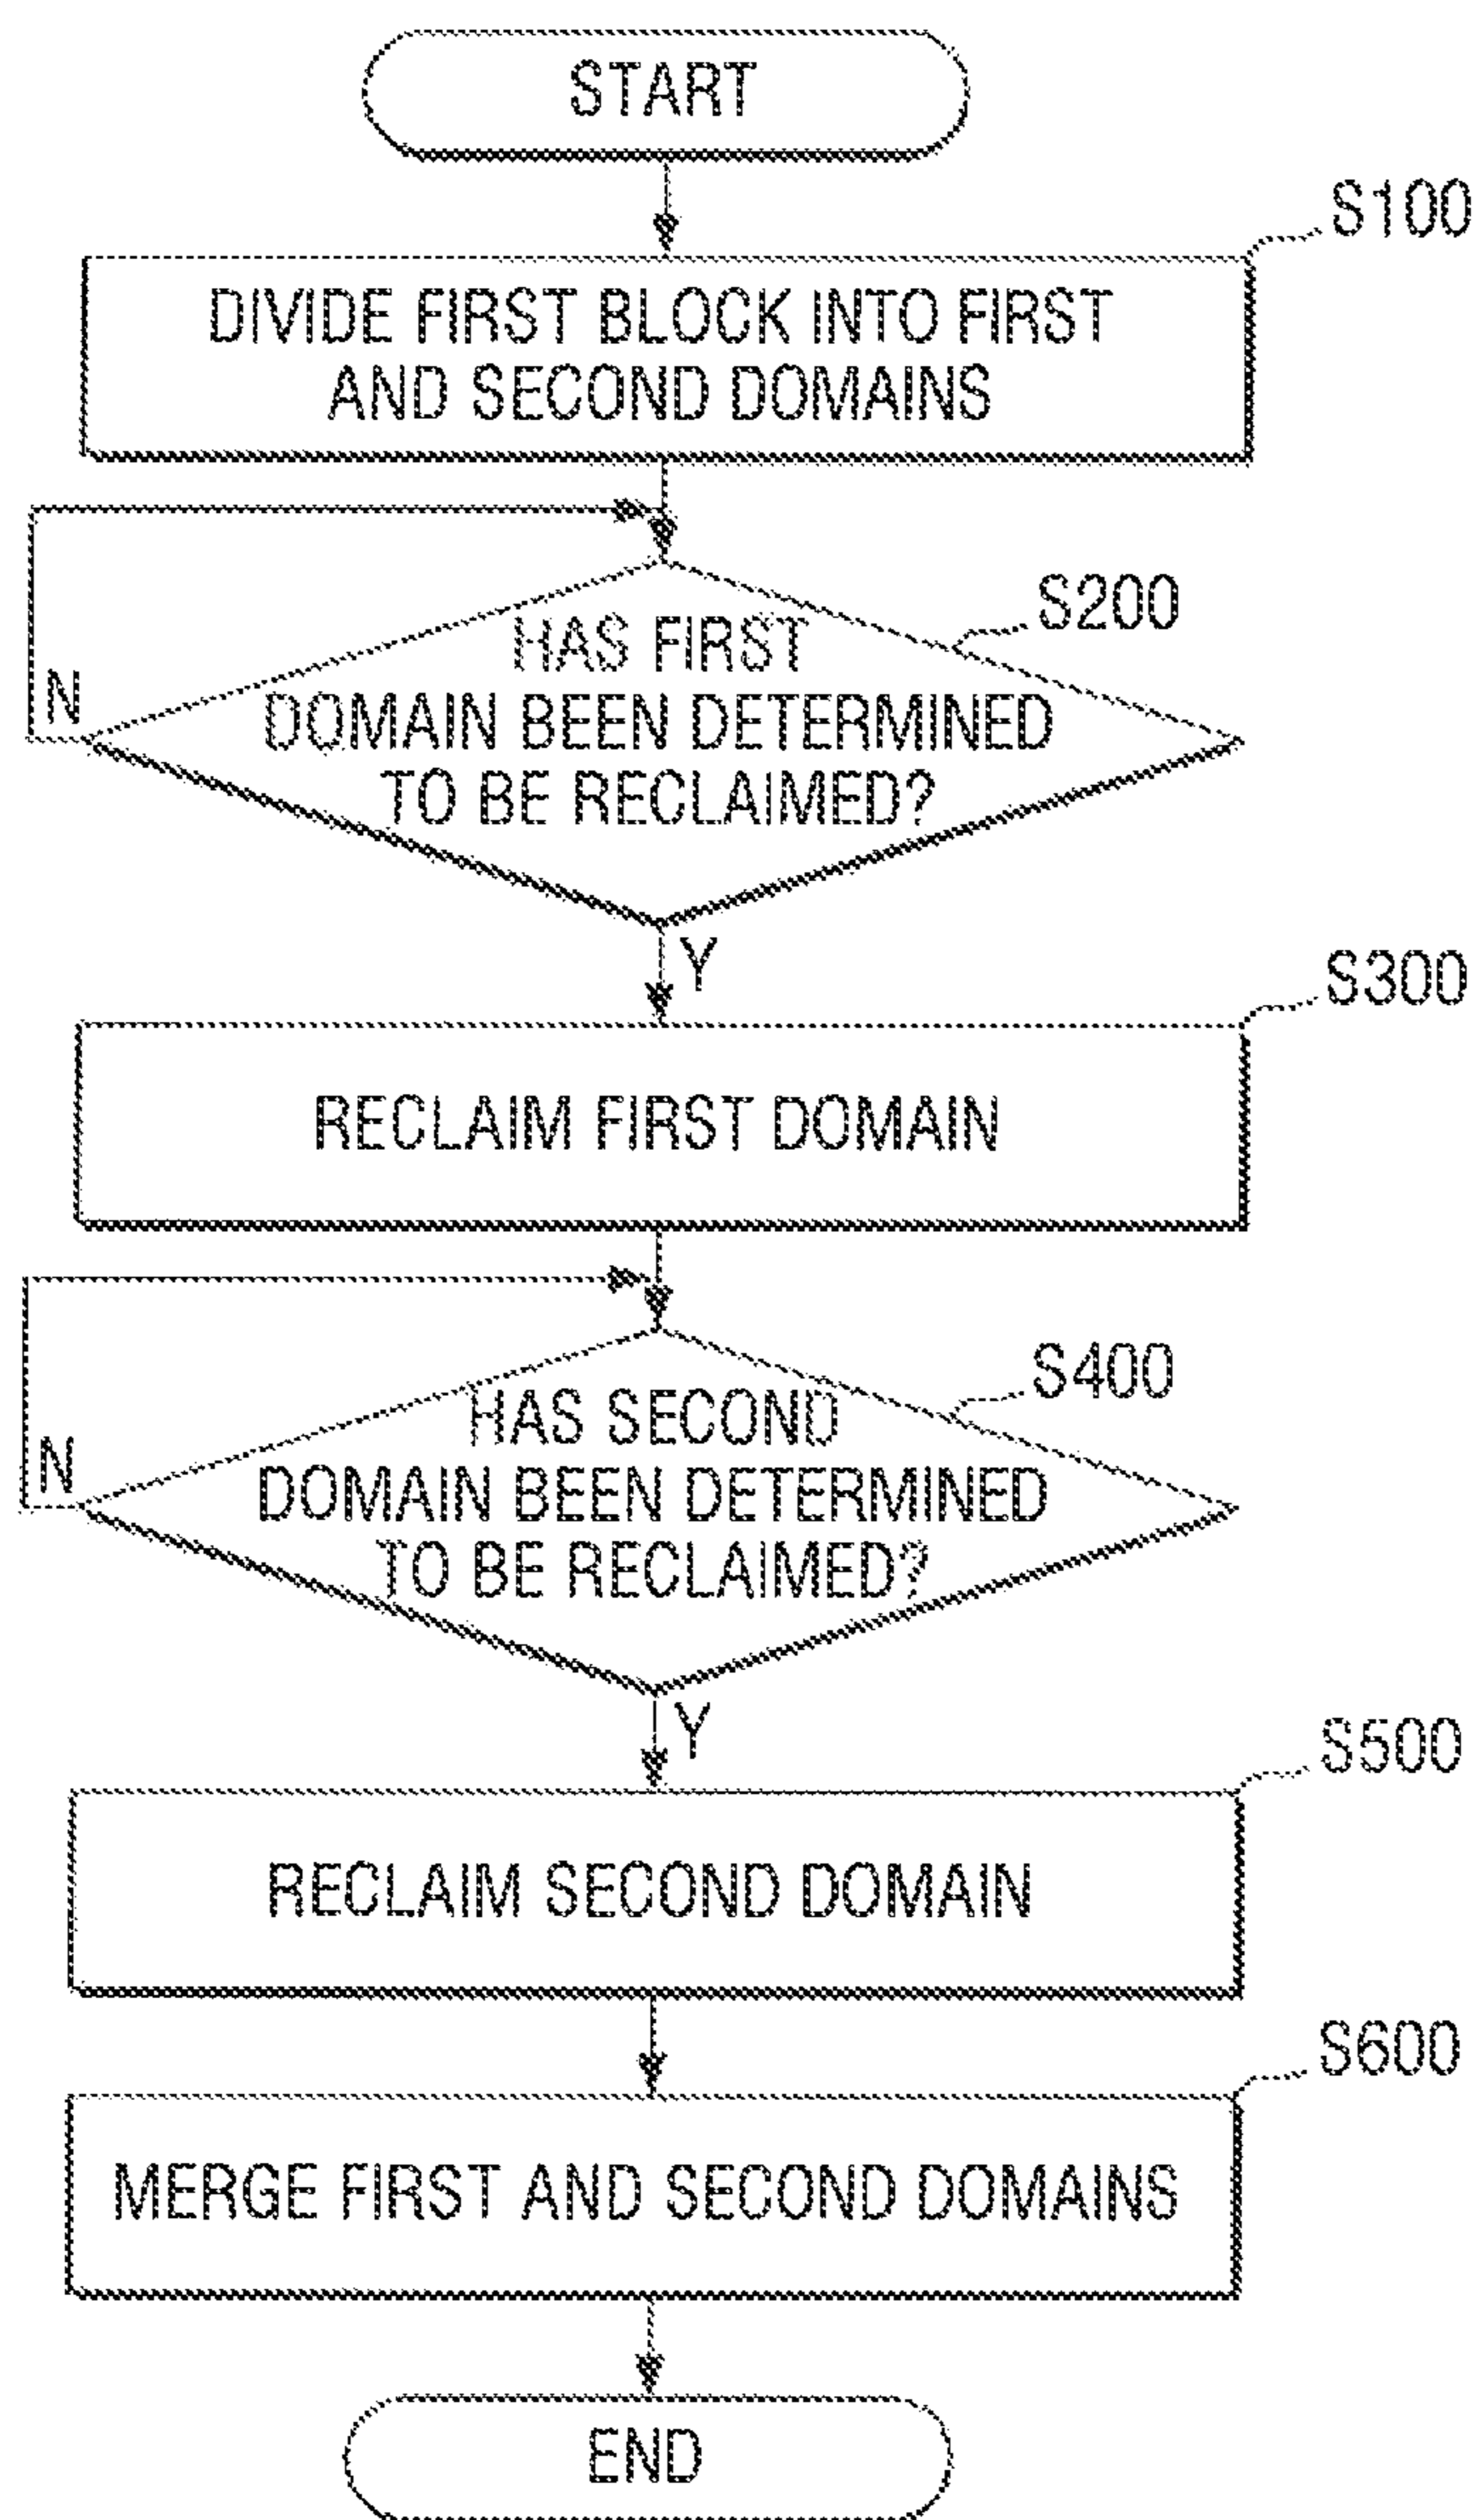 START
S100
DIVIDE FIRST BLOCK INTO FIRST
AND SECOND DOMAINS
S200
HAS FIRST
DOMAIN BEEN DETERMINED
TO BE RECLAIMED?
N
Y
S300
RECLAIM FIRST DOMAIN
S400
HAS SECOND
DOMAIN BEEN DETERMINED
TO BE RECLAIMED?
N
Y
S500
RECLAIM SECOND DOMAIN
S600
MERGE FIRST AND SECOND DOMAINS
END